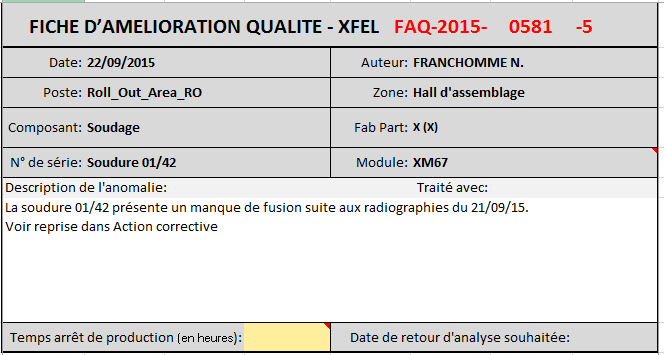 FICHE D'AMELIORATION QUALITE - XFEL FAQ-2015- 0581 -5
Date: 22/09/2015 Auteur: FRANCHOMME N.
Poste: Roll_Out_Area_RO Zone: Hall d'assemblage
Composant: Soudage Fab Part: X (X)
N° de série: Soudure 01/42 Module: XM67
Description de l'anomalie: Traité avec:
La soudure 01/42 présente un manque de fusion suite aux radiographies du 21/09/15.
Voir reprise dans Action corrective
Temps arrêt de production (en heures): Date de retour d'analyse souhaitée: